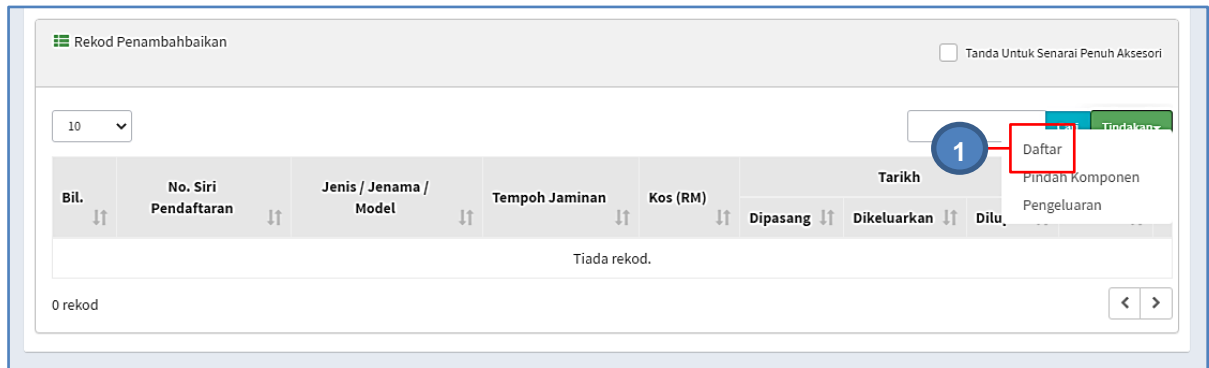 Rekod Penambahbaikan
Tanda Untuk Senarai Penuh Aksesori
10
Tindakan
1
Daftar
Pindah Komponen
Pengeluaran
Bil.
No. Siri
Pendaftaran
Jenis / Jenama /
Model
Tempoh Jaminan
Kos (RM)
Tarikh
Dipasang
Dikeluarkan
Tiada rekod.
0 rekod